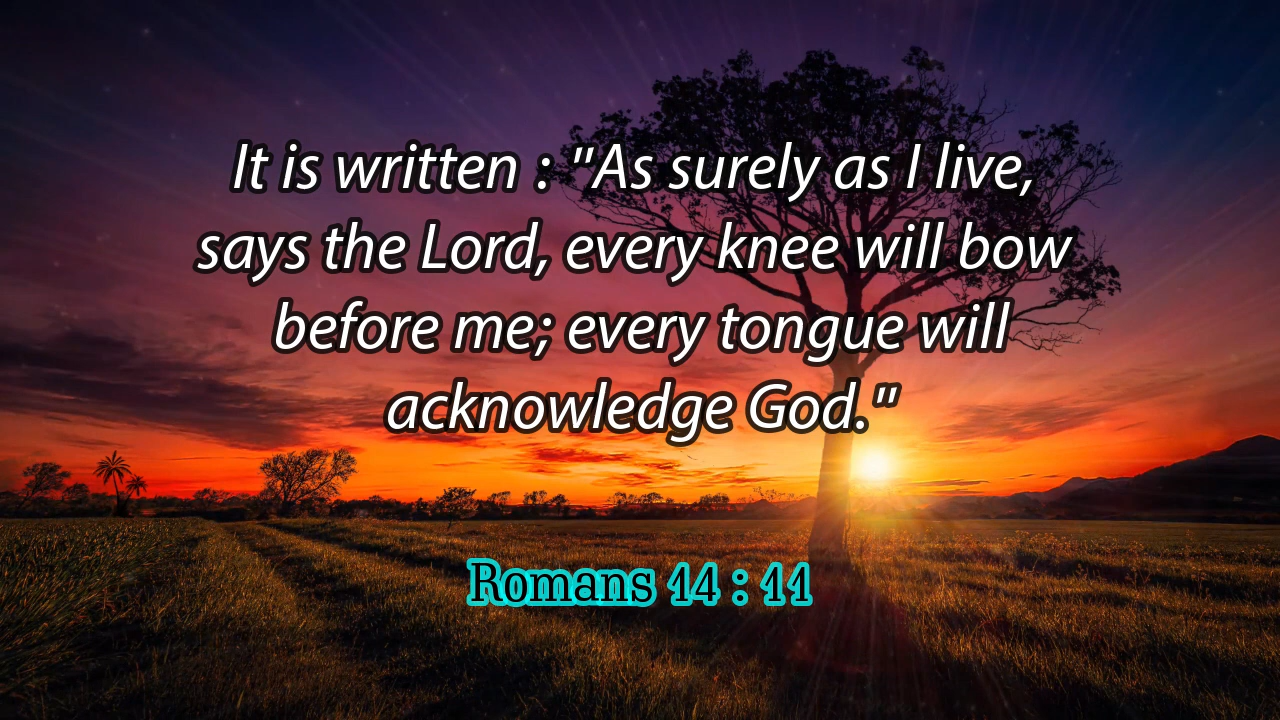 It is written : "As surely as I live,
says the Lord, every knee will bow
before me; every tongue will
acknowledge God."
Romans 14 : 11